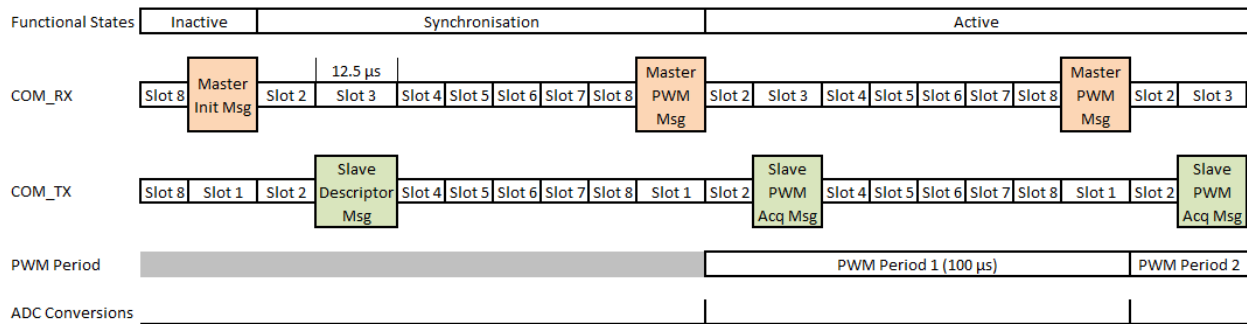 Functional States Inactive Synchronisation Active
12.5 µs
COM_RX Slot 8 Master Init Msg Slot 2 Slot 3 Slot 4 Slot 5 Slot 6 Slot 7 Slot 8 Master PWM Msg Slot 2 Slot 3 Slot 4 Slot 5 Slot 6 Slot 7 Slot 8 Master PWM Msg Slot 2 Slot 3
COM_TX Slot 8 Slot 1 Slot 2 Slave Descriptor Msg Slot 4 Slot 5 Slot 6 Slot 7 Slot 8 Slot 1 Slot 2 Slave PWM Acq Msg Slot 4 Slot 5 Slot 6 Slot 7 Slot 8 Slot 1 Slot 2 Slave PWM Acq Msg
PWM Period PWM Period 1 (100 µs) PWM Period 2
ADC Conversions